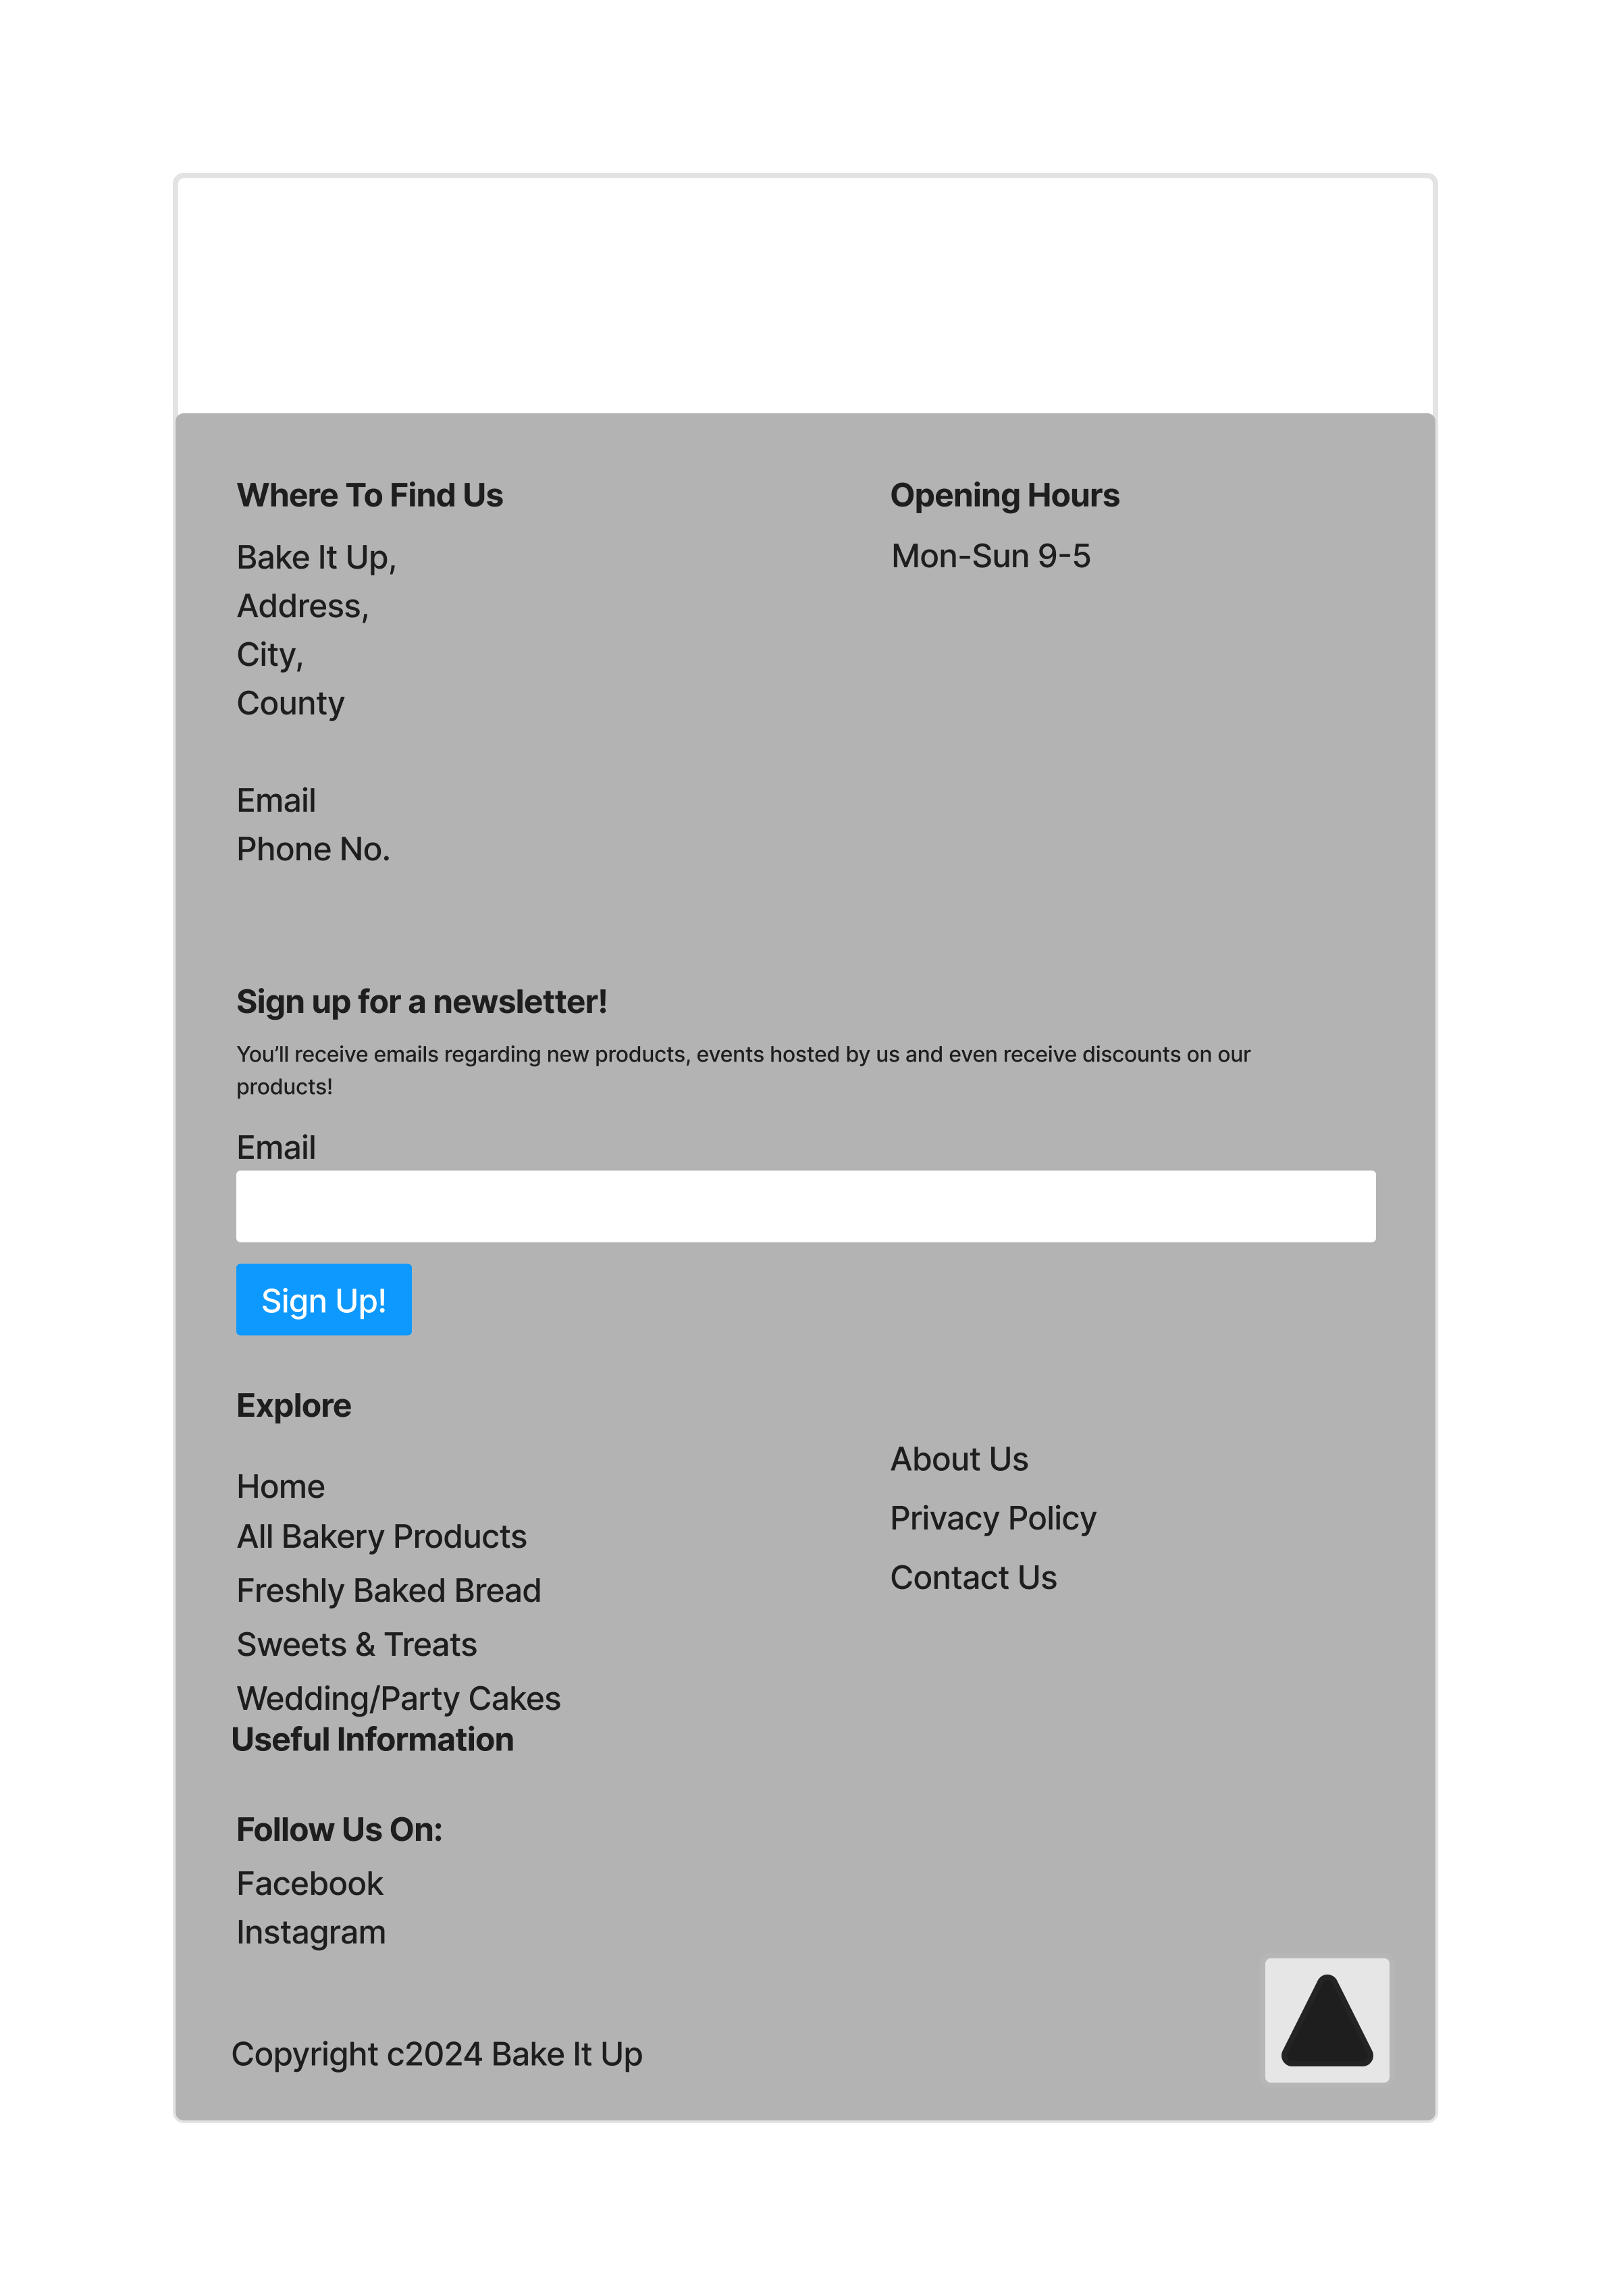 Where To Find Us
Bake It Up,
Address,
City,
County
Email
Phone No.
Opening Hours
Mon-Sun 9-5
Sign up for a newsletter!
You’ll receive emails regarding new products, events hosted by us and even receive discounts on our
products!
Email
Sign Up!
Explore
Home
All Bakery Products
Freshly Baked Bread
Sweets & Treats
Wedding/Party Cakes
About Us
Privacy Policy
Contact Us
Useful Information
Follow Us On:
Facebook
Instagram
Copyright c2024 Bake It Up